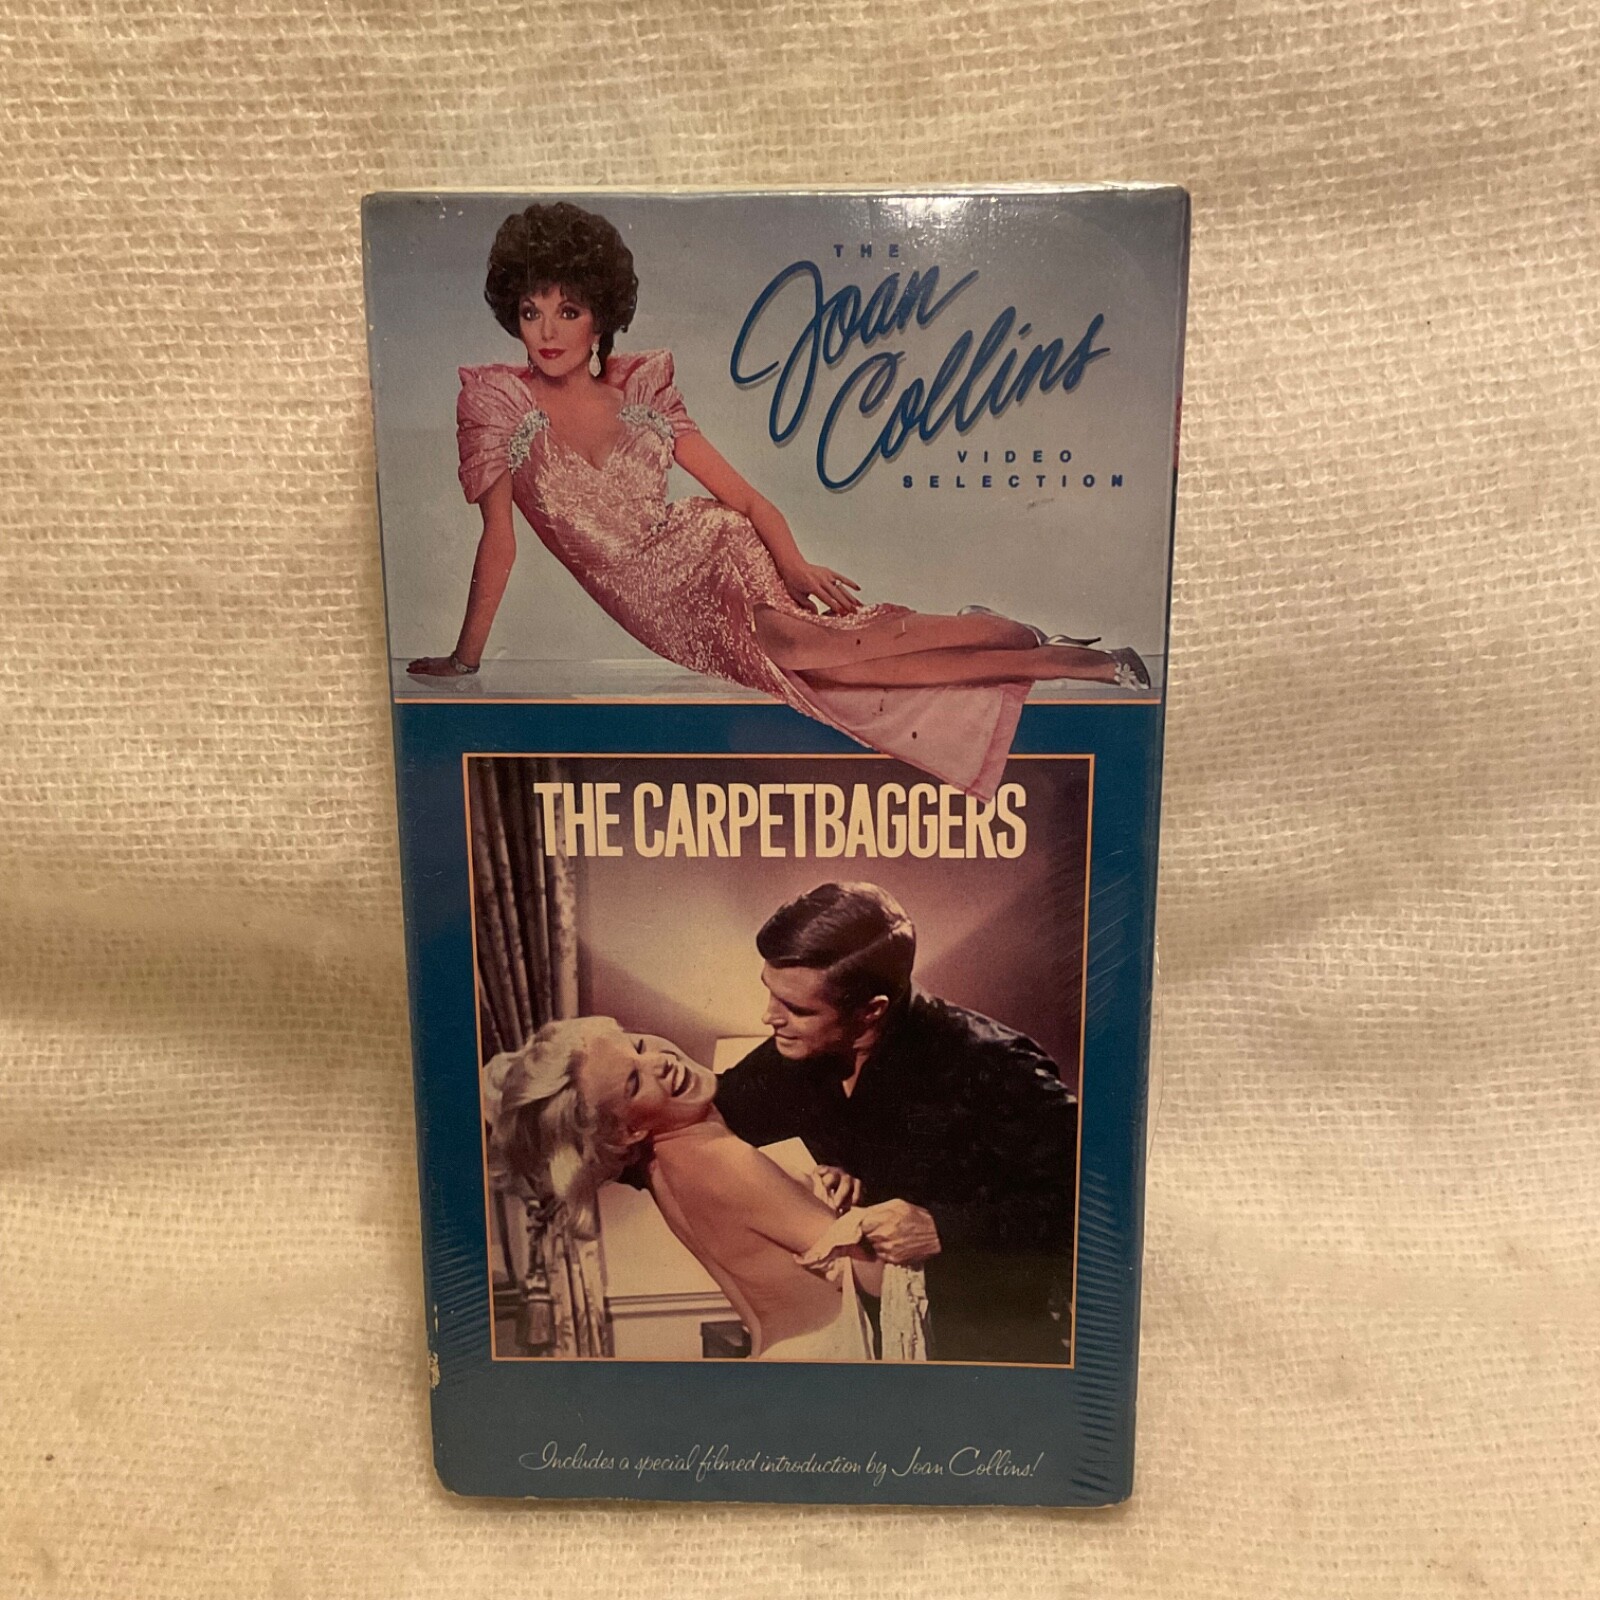 THE
Joan
Collins
VIDEO
SELECTION
THE CARPETBAGGERS
Includes a special filmed introduction by Joan Collins!